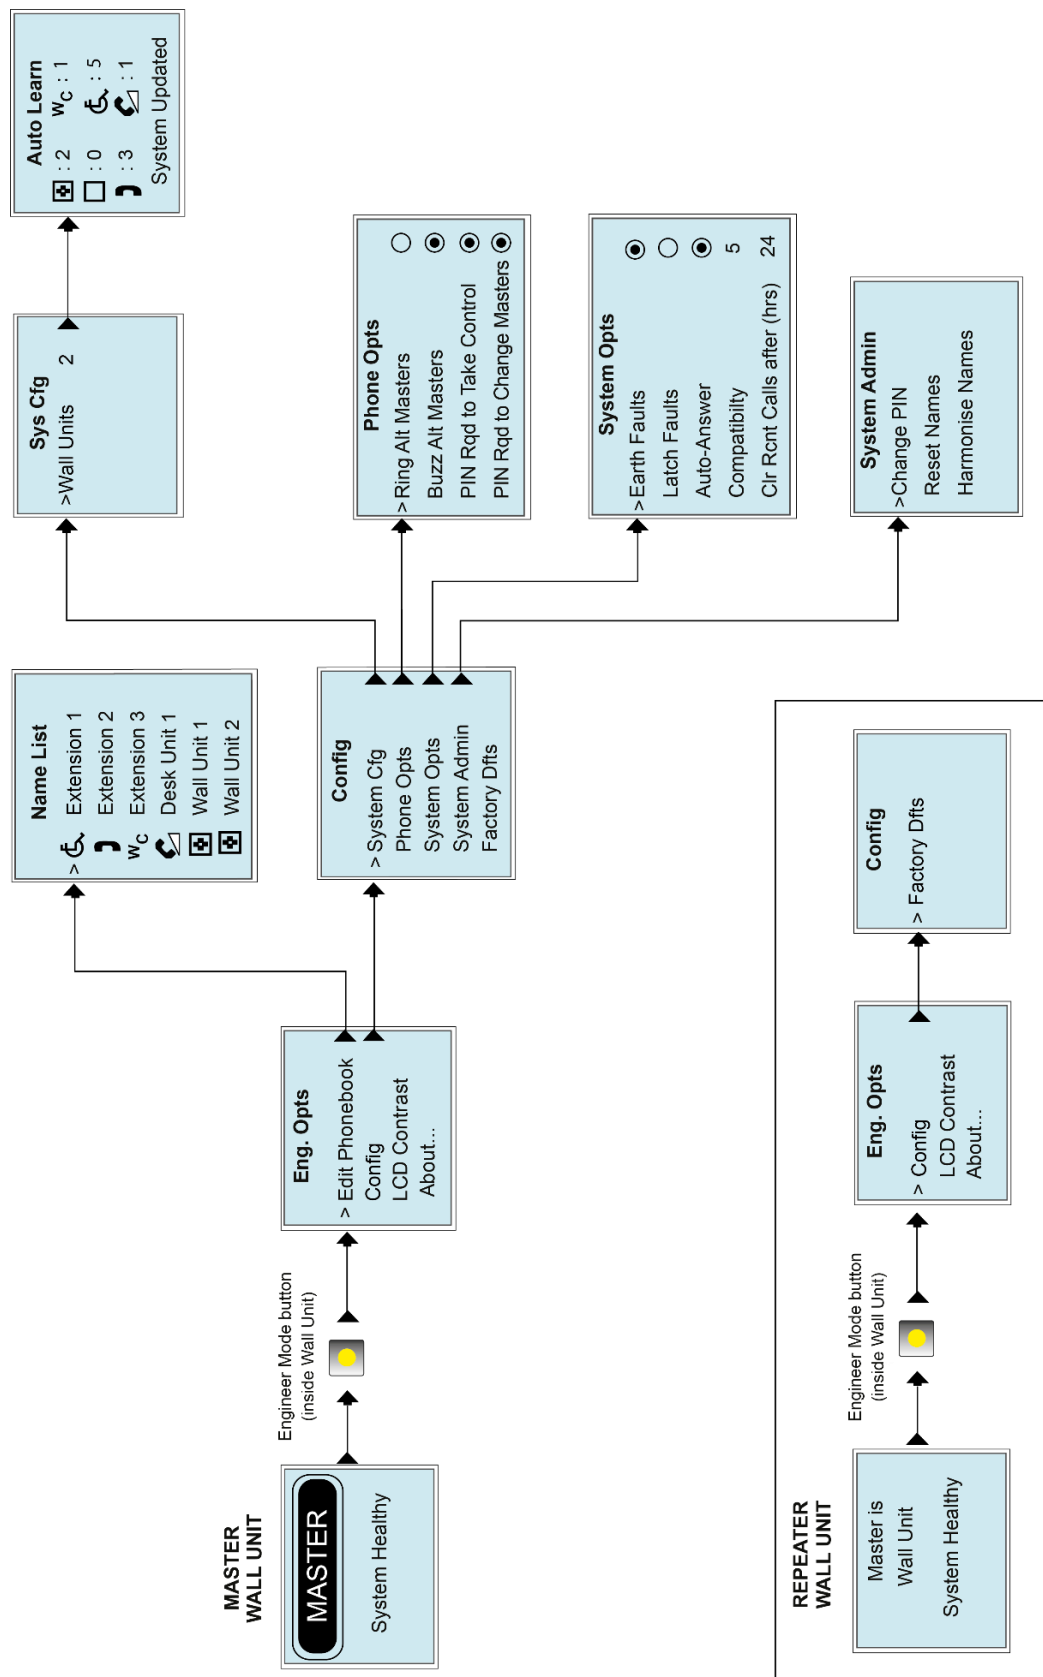 MASTER
WALL UNIT
MASTER
System Healthy
Engineer Mode button
(inside Wall Unit)
Eng. Opts
> Edit Phonebook
Config
LCD Contrast
About...
Name List
> Extension 1
Extension 2
WC Extension 3
Desk Unit 1
Wall Unit 1
Wall Unit 2
Config
> System Cfg
Phone Opts
System Opts
System Admin
Factory Dfts
Sys Cfg
>Wall Units 2
Auto Learn
: 2 WC : 1
: 0 : 5
: 3 : 1
System Updated
Phone Opts
>Ring Alt Masters
Buzz Alt Masters
PIN Rqd to Take Control
PIN Rqd to Change Masters
System Opts
>Earth Faults
Latch Faults
Auto-Answer
Compatibilty 5
Clr Rcnt Calls after (hrs) 24
System Admin
>Change PIN
Reset Names
Harmonise Names
REPEATER
WALL UNIT
Master is
Wall Unit
System Healthy
Engineer Mode button
(inside Wall Unit)
Eng. Opts
> Config
LCD Contrast
About...
Config
> Factory Dfts